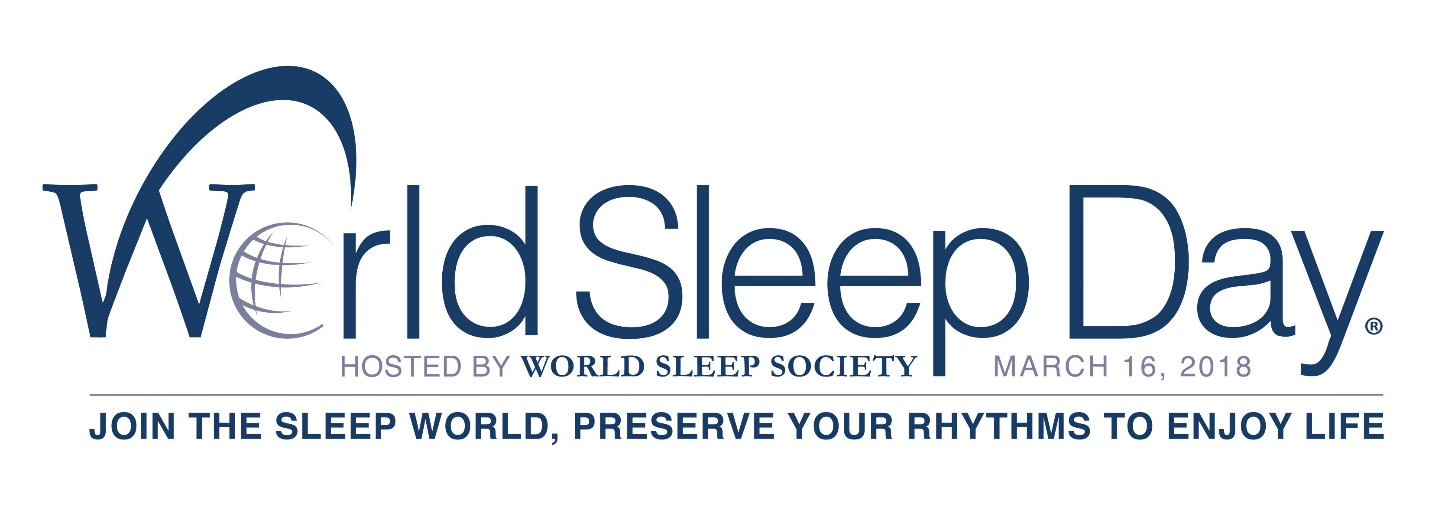 World Sleep Day®
HOSTED BY WORLD SLEEP SOCIETY MARCH 16, 2018
JOIN THE SLEEP WORLD, PRESERVE YOUR RHYTHMS TO ENJOY LIFE